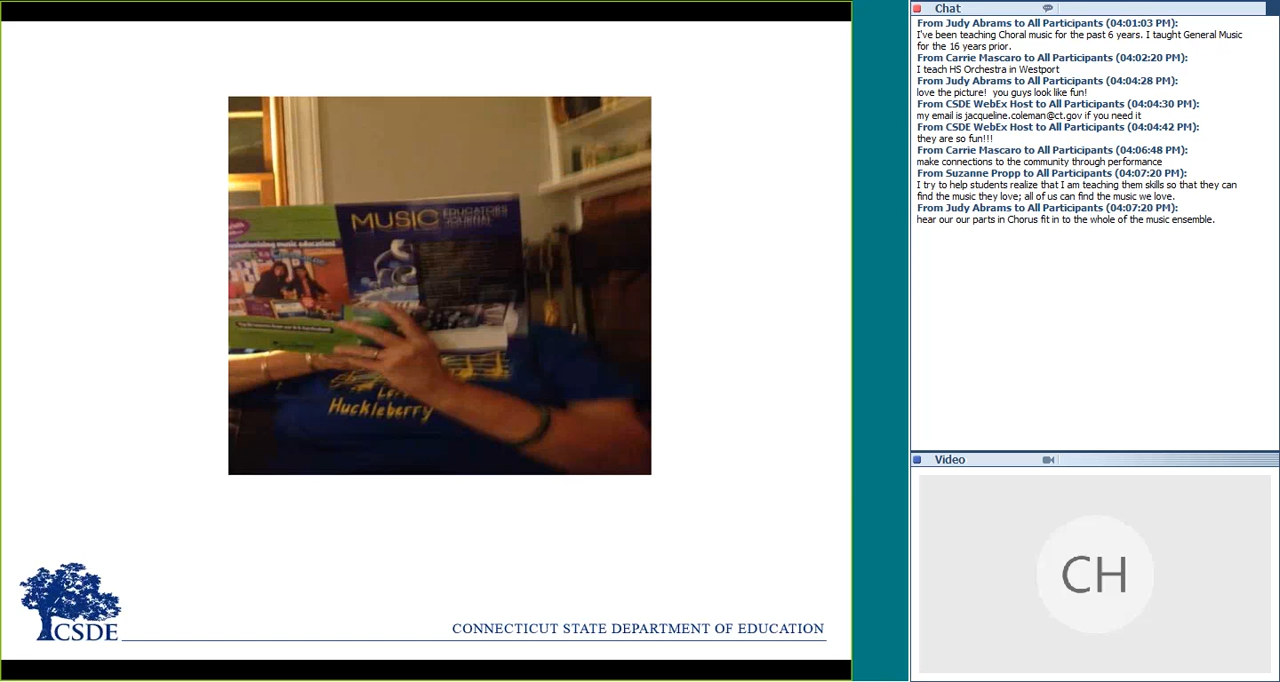 MUSIC EDUCATORS
JOURNAL
music education!
Huckleberry
CSDE
CONNECTICUT STATE DEPARTMENT OF EDUCATION
Chat
From Judy Abrams to All Participants (04:01:03 PM):
I've been teaching Choral music for the past 6 years. I taught General Music
for the 16 years prior.
From Carrie Mascaro to All Participants (04:02:20 PM):
I teach HS Orchestra in Westport
From Judy Abrams to All Participants (04:04:28 PM):
love the picture!  you guys look like fun!
From CSDE WebEx Host to All Participants (04:04:30 PM):
my email is jacqueline.coleman@ct.gov if you need it
From CSDE WebEx Host to All Participants (04:04:42 PM):
they are so fun!!!
From Carrie Mascaro to All Participants (04:06:48 PM):
make connections to the community through performance
From Suzanne Propp to All Participants (04:07:20 PM):
I try to help students realize that I am teaching them skills so that they can
find the music they love; all of us can find the music we love.
From Judy Abrams to All Participants (04:07:20 PM):
hear our our parts in Chorus fit in to the whole of the music ensemble.
Video
CH